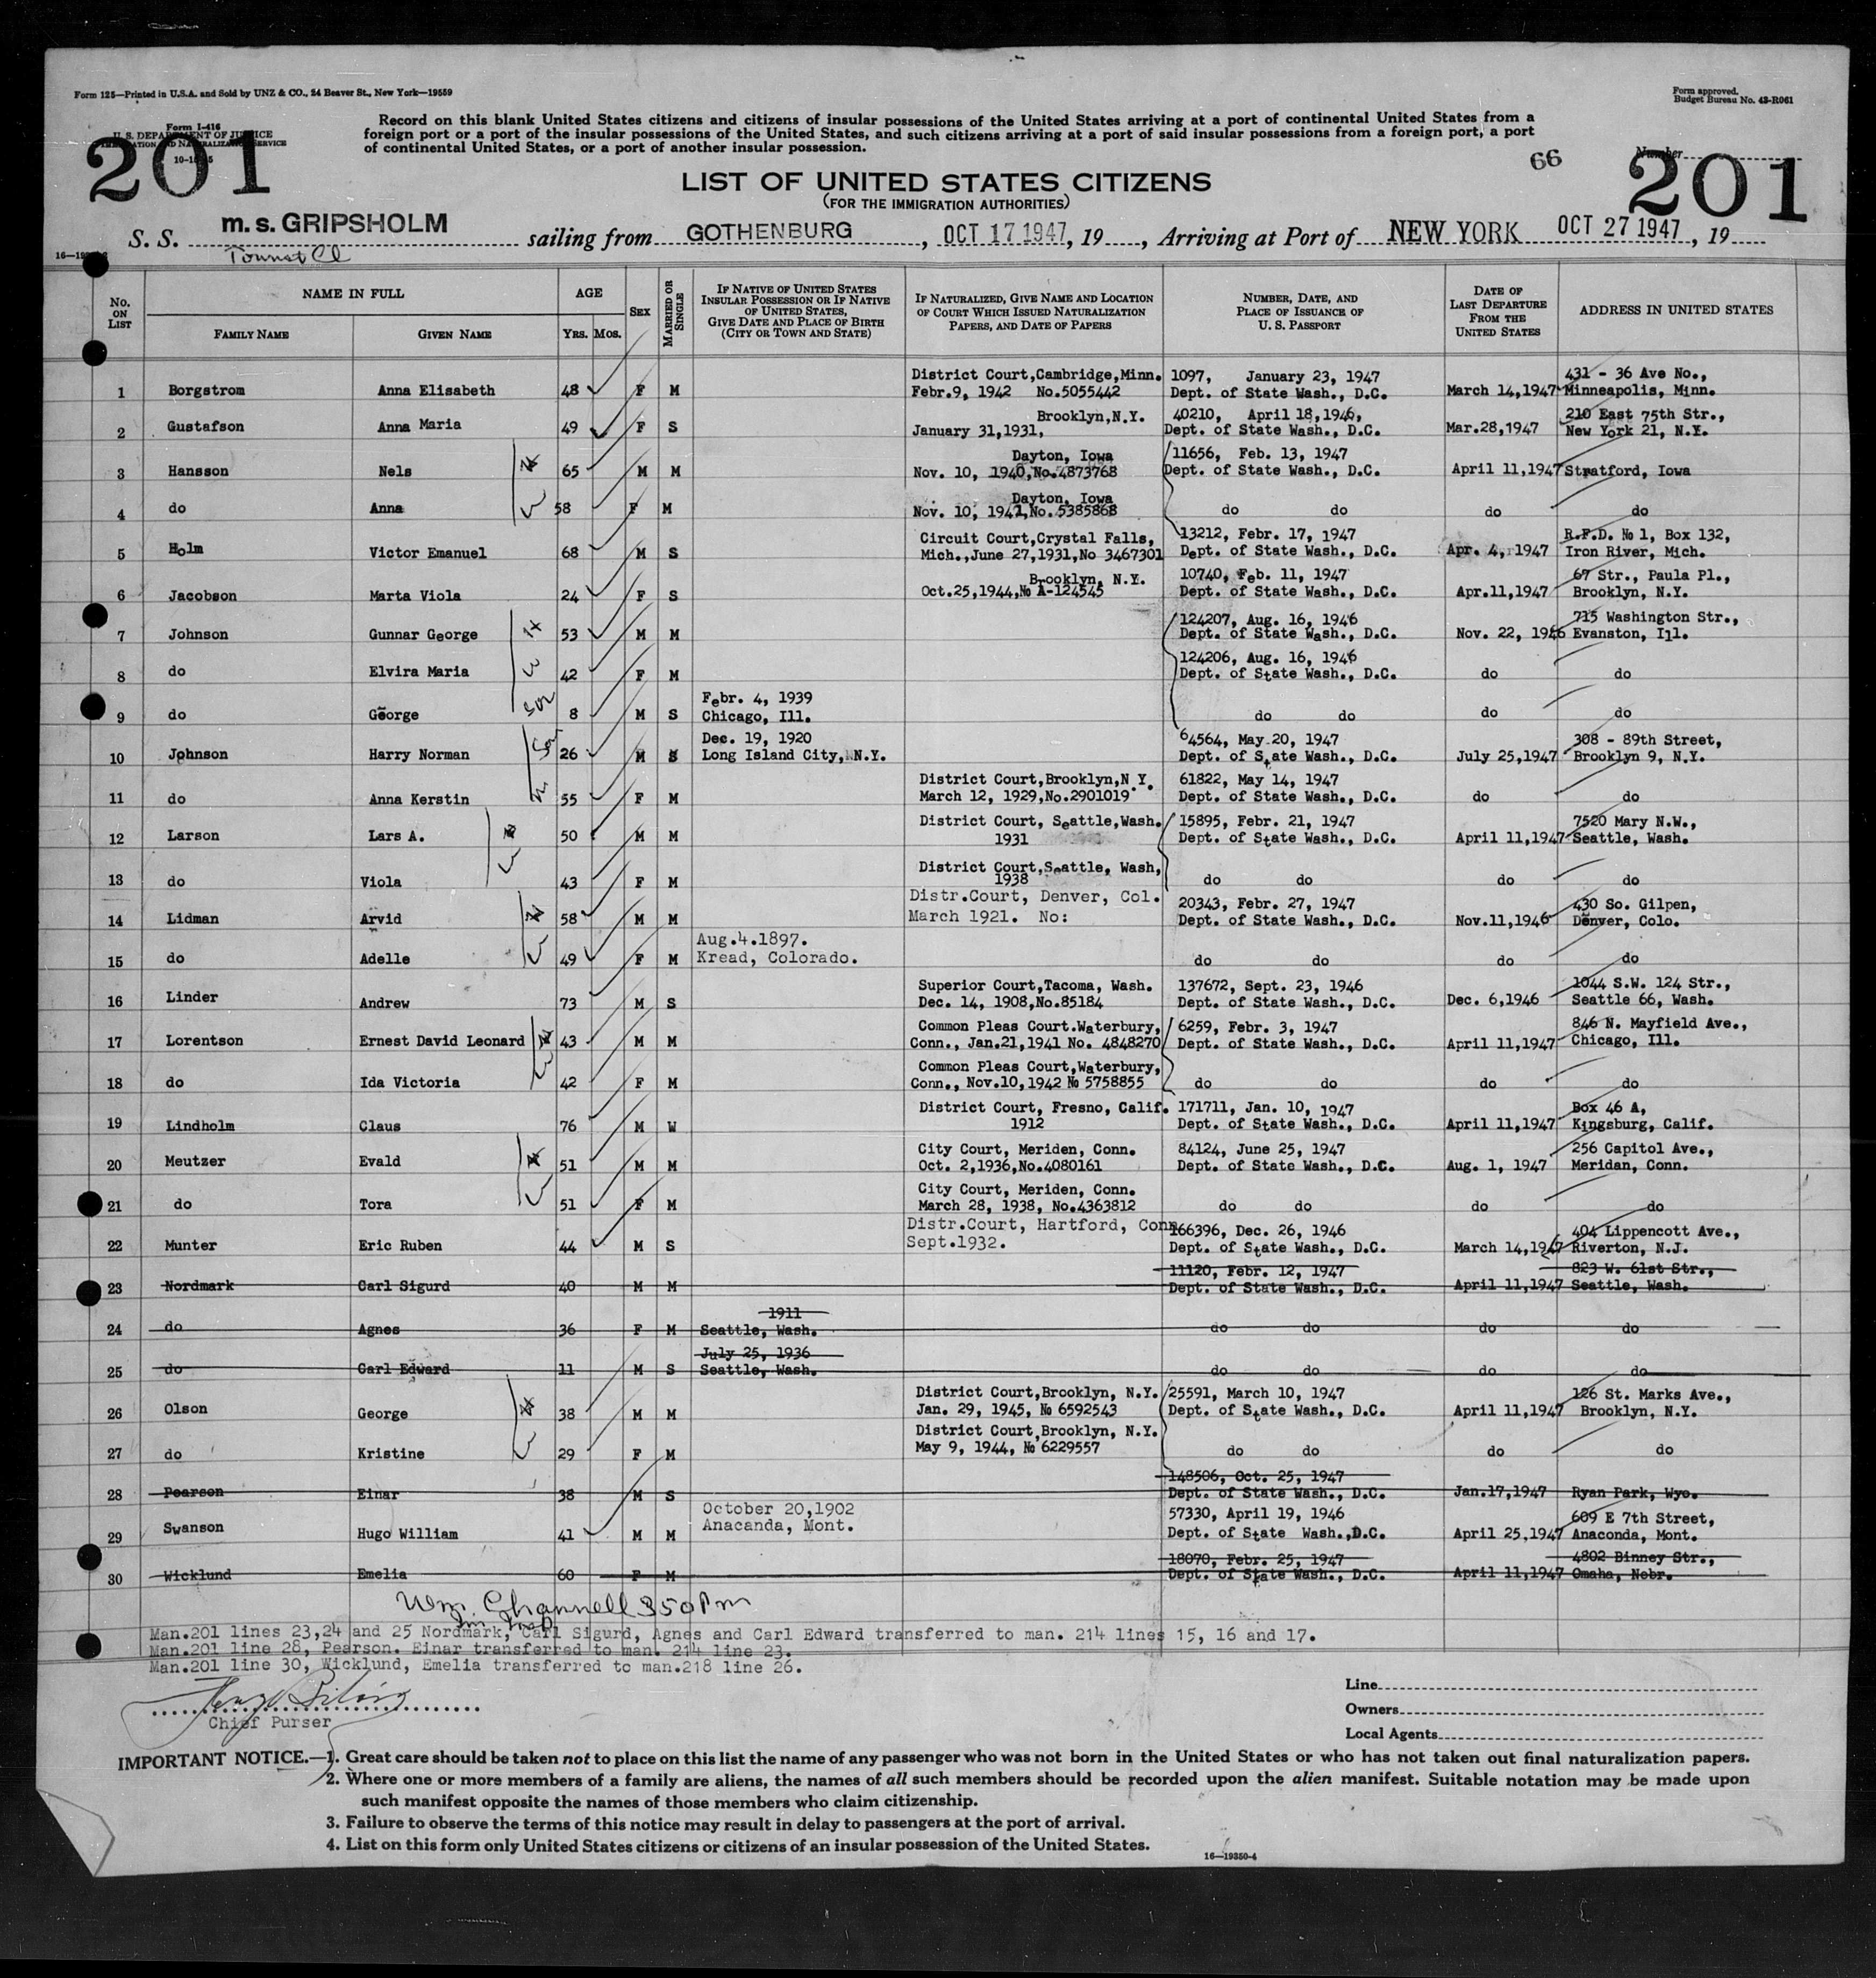 Form 125—Printed in U.S.A. and Sold by UNZ & CO., 24 Beaver St., New York—19559
Form approved.
Budget Bureau No. 43-R061
Form I-416
U. S. DEPARTMENT OF JUSTICE
IMMIGRATION AND NATURALIZATION SERVICE
201
Record on this blank United States citizens and citizens of insular possessions of the United States arriving at a port of continental United States from a
foreign port or a port of the insular possessions of the United States, and such citizens arriving at a port of said insular possessions from a foreign port, a port
of continental United States, or a port of another insular possession.
66
Number
201
LIST OF UNITED STATES CITIZENS
(FOR THE IMMIGRATION AUTHORITIES)
S. S. m. s. GRIPSHOLM sailing from GOTHENBURG, OCT 17 1947, 19, Arriving at Port of NEW YORK OCT 27 1947, 19
Tourist Cl
No. ON LIST NAME IN FULL FAMILY NAME GIVEN NAME AGE YRS. MOS. SEX MARRIED OR SINGLE IF NATIVE OF UNITED STATES INSULAR POSSESSION OR IF NATIVE OF UNITED STATES, GIVE DATE AND PLACE OF BIRTH (CITY OR TOWN AND STATE) IF NATURALIZED, GIVE NAME AND LOCATION OF COURT WHICH ISSUED NATURALIZATION PAPERS, AND DATE OF PAPERS NUMBER, DATE, AND PLACE OF ISSUANCE OF U. S. PASSPORT DATE OF LAST DEPARTURE FROM THE UNITED STATES ADDRESS IN UNITED STATES
District Court,Cambridge,Minn. 1097, January 23, 1947 431 - 36 Ave No.,
1 Borgstrom Anna Elisabeth 48 F M Febr.9, 1942 No.5055442 Dept. of State Wash., D.C. March 14,1947 Minneapolis, Minn.
Brooklyn,N.Y. 40210, April 18,1946, 210 East 75th Str.,
2 Gustafson Anna Maria 49 F S January 31,1931, Dept. of State Wash., D.C. Mar.28,1947 New York 21, N.Y.
Dayton, Iowa 11656, Feb. 13, 1947
3 Hansson Nels 65 M M Nov. 10, 1940,No.4873768 Dept. of State Wash., D.C. April 11,1947 Stratford, Iowa
Dayton, Iowa
4 do Anna 58 F M Nov. 10, 1941,No. 5385868 do do do do
Circuit Court,Crystal Falls, 13212, Febr. 17, 1947 R.F.D. № 1, Box 132,
5 Holm Victor Emanuel 68 M S Mich.,June 27,1931,No 3467301 Dept. of State Wash., D.C. Apr. 4, 1947 Iron River, Mich.
Brooklyn, N.Y. 10740, Feb. 11, 1947 67 Str., Paula Pl.,
6 Jacobson Marta Viola 24 F S Oct.25,1944,№ A-124545 Dept. of State Wash., D.C. Apr.11,1947 Brooklyn, N.Y.
124207, Aug. 16, 1946 715 Washington Str.,
7 Johnson Gunnar George 53 M M Dept. of State Wash., D.C. Nov. 22, 1946 Evanston, Ill.
124206, Aug. 16, 1946
8 do Elvira Maria 42 F M Dept. of State Wash., D.C. do do
Febr. 4, 1939
9 do George son 8 M S Chicago, Ill. do do do do
Dec. 19, 1920 64564, May 20, 1947 308 - 89th Street,
10 Johnson Harry Norman son 26 M S Long Island City, N.Y. Dept. of State Wash., D.C. July 25,1947 Brooklyn 9, N.Y.
District Court,Brooklyn,N Y. 61822, May 14, 1947
11 do Anna Kerstin 55 F M March 12, 1929,No.2901019 Dept. of State Wash., D.C. do do
District Court, Seattle,Wash. 15895, Febr. 21, 1947 7520 Mary N.W.,
12 Larson Lars A. 50 M M 1931 Dept. of State Wash., D.C. April 11,1947 Seattle, Wash.
District Court,Seattle, Wash,
13 do Viola 43 F M 1938 do do do do
Distr.Court, Denver, Col. 20343, Febr. 27, 1947 430 So. Gilpen,
14 Lidman Arvid 58 M M March 1921. No: Dept. of State Wash., D.C. Nov.11,1946 Denver, Colo.
Aug.4.1897.
15 do Adelle 49 F M Kread, Colorado. do do do do
Superior Court,Tacoma, Wash. 137672, Sept. 23, 1946 1044 S.W. 124 Str.,
16 Linder Andrew 73 M S Dec. 14, 1908,No.85184 Dept. of State Wash., D.C. Dec. 6,1946 Seattle 66, Wash.
Common Pleas Court.Waterbury, 6259, Febr. 3, 1947 846 N. Mayfield Ave.,
17 Lorentson Ernest David Leonard 43 M M Conn., Jan.21,1941 No. 4848270 Dept. of State Wash., D.C. April 11,1947 Chicago, Ill.
Common Pleas Court,Waterbury,
18 do Ida Victoria 42 F M Conn., Nov.10,1942 № 5758855 do do do do
District Court, Fresno, Calif. 171711, Jan. 10, 1947 Box 46 A,
19 Lindholm Claus 76 M W 1912 Dept. of State Wash., D.C. April 11,1947 Kingsburg, Calif.
City Court, Meriden, Conn. 84124, June 25, 1947 256 Capitol Ave.,
20 Meutzer Evald 51 M M Oct. 2,1936,No.4080161 Dept. of State Wash., D.C. Aug. 1, 1947 Meridan, Conn.
City Court, Meriden, Conn.
21 do Tora 51 F M March 28, 1938, No.4363812 do do do do
Distr.Court, Hartford, Conn 166396, Dec. 26, 1946 404 Lippencott Ave.,
22 Munter Eric Ruben 44 M S Sept.1932. Dept. of State Wash., D.C. March 14,1947 Riverton, N.J.
11120, Febr. 12, 1947 823 W. 61st Str.,
23 Nordmark Carl Sigurd 40 M M Dept. of State Wash., D.C. April 11,1947 Seattle, Wash.
1911
24 do Agnes 36 F M Seattle, Wash. do do do do
July 25, 1936
25 do Carl Edward 11 M S Seattle, Wash. do do do do
District Court,Brooklyn, N.Y. 25591, March 10, 1947 126 St. Marks Ave.,
26 Olson George 38 M M Jan. 29, 1945, № 6592543 Dept. of State Wash., D.C. April 11,1947 Brooklyn, N.Y.
District Court,Brooklyn, N.Y.
27 do Kristine 29 F M May 9, 1944, № 6229557 do do do do
148506, Oct. 25, 1947
28 Pearson Einar 38 M S Dept. of State Wash., D.C. Jan.17,1947 Ryan Park, Wyo.
October 20,1902 57330, April 19, 1946 609 E 7th Street,
29 Swanson Hugo William 41 M M Anacanda, Mont. Dept. of State Wash.,D.C. April 25,1947 Anaconda, Mont.
18070, Febr. 25, 1947 4802 Binney Str.,
30 Wicklund Emelia 60 F M Dept. of State Wash., D.C. April 11,1947 Omaha, Nebr.
Wm. Channell 350 Pm
Man.201 lines 23,24 and 25 Nordmark, Carl Sigurd, Agnes and Carl Edward transferred to man. 214 lines 15, 16 and 17.
Man.201 line 28, Pearson. Einar transferred to man. 214 line 23.
Man.201 line 30, Wicklund, Emelia transferred to man.218 line 26.
Chief Purser
Line
Owners
Local Agents
IMPORTANT NOTICE.—1. Great care should be taken not to place on this list the name of any passenger who was not born in the United States or who has not taken out final naturalization papers.
2. Where one or more members of a family are aliens, the names of all such members should be recorded upon the alien manifest. Suitable notation may be made upon
such manifest opposite the names of those members who claim citizenship.
3. Failure to observe the terms of this notice may result in delay to passengers at the port of arrival.
4. List on this form only United States citizens or citizens of an insular possession of the United States.
16—19350-4